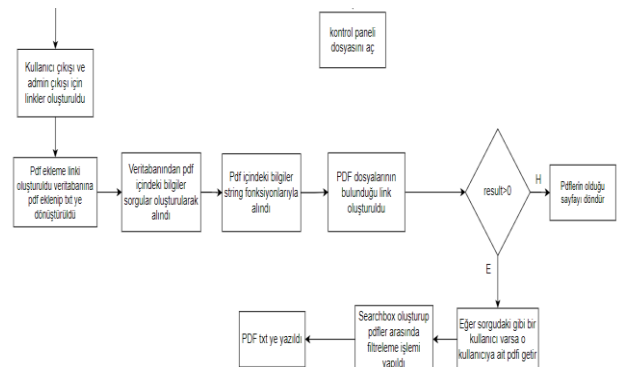 kontrol paneli
dosyasını aç
Kullanıcı çıkışı ve
admin çıkışı için
linkler oluşturuldu
Pdf ekleme linki
oluşturuldu veritabanına
pdf eklenip txt ye
dönüştürüldü
Veritabanından pdf
içindeki bilgiler
sorgular oluşturularak
alındı
Pdf içindeki bilgiler
string fonksiyonlarıyla
alındı
PDF dosyalarının
bulunduğu link
oluşturuldu
result>0
H
Pdflerin olduğu
sayfayı döndür
E
Eğer sorgudaki gibi bir
kullanıcı varsa o
kullanıcıya ait pdfi getir
Searchbox oluşturup
pdfler arasında
filtreleme işlemi
yapıldı
PDF txt ye yazıldı